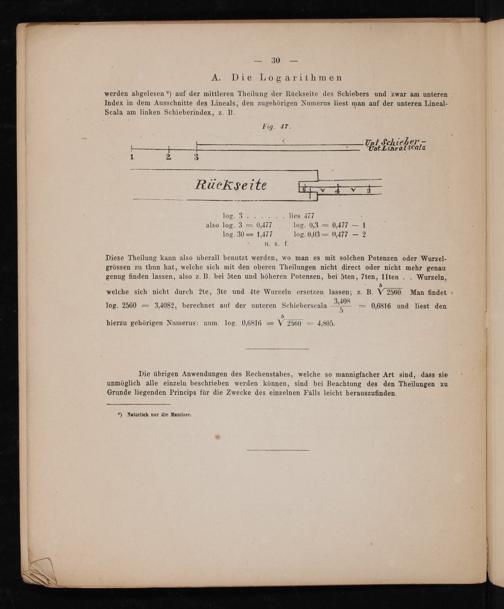 — 30 —
A. Die Logarithmen
werden abgelesen*) auf der mittleren Theilung der Rückseite des Schiebers und zwar am unteren
Index in dem Ausschnitte des Lineals, den zugehörigen Numerus liest man auf der unteren Lineal-
Scala am linken Schieberindex, z. B.
Fig. 47.
Unt Schieber-
Unt.Linealscala
1 2 3
Rückseite
5 4 3
log. 3 . . . . . . lies 477
also log. 3 = 0,477 log. 0,3 = 0,477 — 1
log. 30 = 1,477 log. 0,03 = 0,477 — 2
u. s. f.
Diese Theilung kann also überall benutzt werden, wo man es mit solchen Potenzen oder Wurzel-
grössen zu thun hat, welche sich mit den oberen Theilungen nicht direct oder nicht mehr genau
genug finden lassen, also z. B. bei 5ten und höheren Potenzen, bei 5ten, 7ten, 11ten . . Wurzeln,
welche sich nicht durch 2te, 3te und 4te Wurzeln ersetzen lassen; z. B. ⁵√2560. Man findet
log. 2560 = 3,4082, berechnet auf der unteren Schieberscala 3,408/5 = 0,6816 und liest den
hierzu gehörigen Numerus: num. log. 0,6816 = ⁵√2560 = 4,805.
Die übrigen Anwendungen des Rechenstabes, welche so mannigfacher Art sind, dass sie
unmöglich alle einzeln beschrieben werden können, sind bei Beachtung des den Theilungen zu
Grunde liegenden Princips für die Zwecke des einzelnen Falls leicht herauszufinden.
*) Natürlich nur die Mantisse.